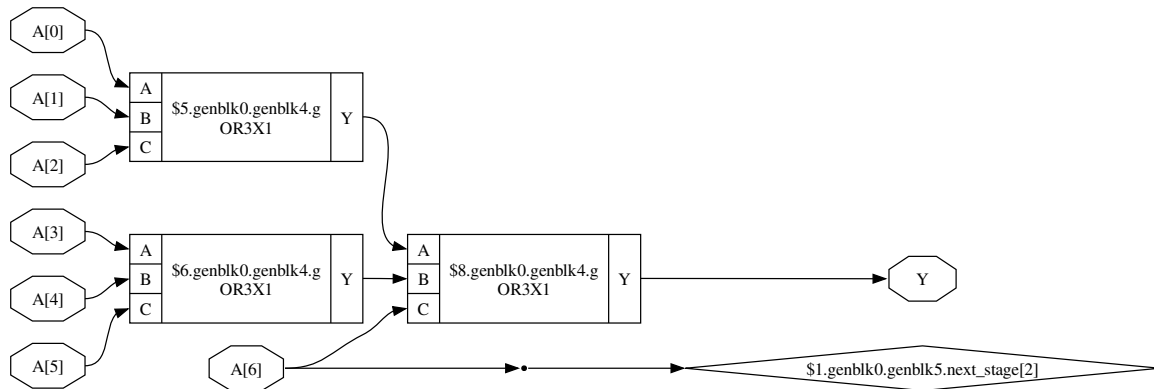 A[0]
A[1]
A[2]
A
B
C
$5.genblk0.genblk4.g
OR3X1
Y
A[3]
A[4]
A[5]
A
B
C
$6.genblk0.genblk4.g
OR3X1
Y
A
B
C
$8.genblk0.genblk4.g
OR3X1
Y
Y
A[6]
$1.genblk0.genblk5.next_stage[2]